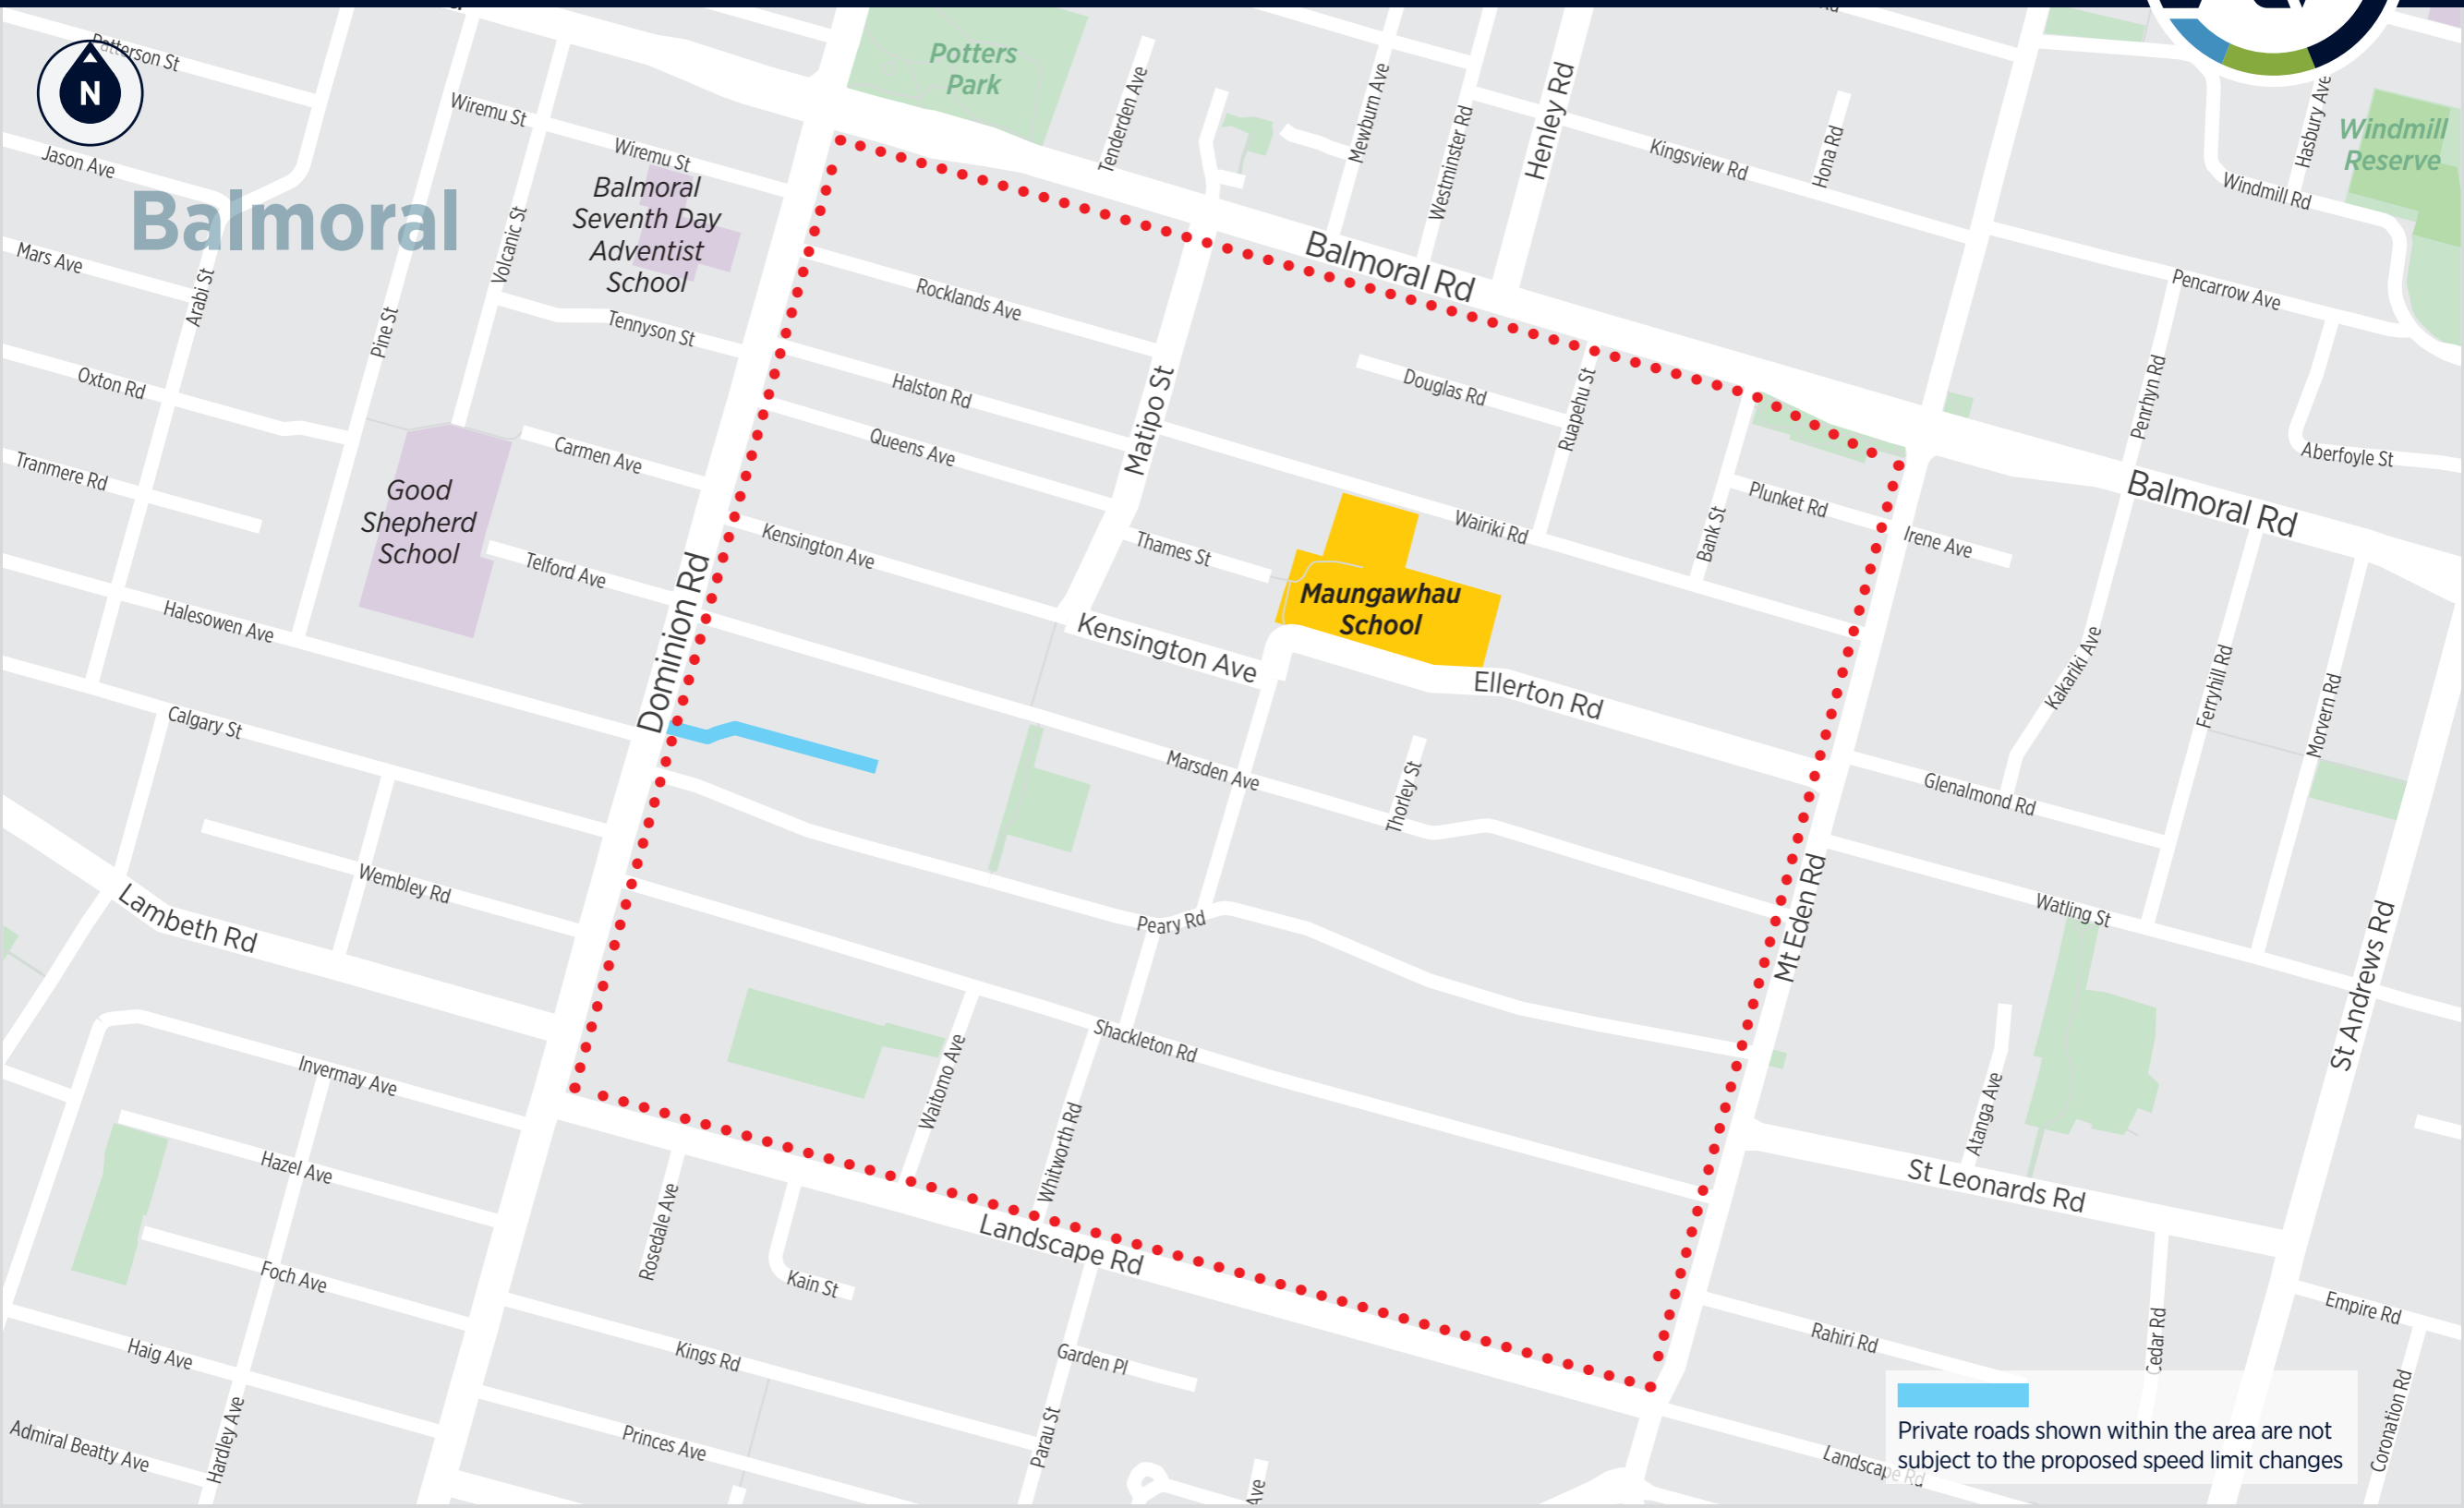 Patterson St
N
Jason Ave
Balmoral
Mars Ave
Arabi St
Pine St
Volcanic St
Wiremu St
Wiremu St
Balmoral
Seventh Day
Adventist
School
Tennyson St
Oxton Rd
Tranmere Rd
Good
Shepherd
School
Carmen Ave
Telford Ave
Halesowen Ave
Calgary St
Wembley Rd
Lambeth Rd
Invermay Ave
Hazel Ave
Foch Ave
Haig Ave
Admiral Beatty Ave
Hardley Ave
Dominion Rd
Potters
Park
Tenderden Ave
Mewburn Ave
Westminster Rd
Henley Rd
Kingsview Rd
Hona Rd
Hasbury Ave
Windmill
Reserve
Windmill Rd
Pencarrow Ave
Penrhyn Rd
Aberfoyle St
Balmoral Rd
Balmoral Rd
Rocklands Ave
Halston Rd
Queens Ave
Matipo St
Kensington Ave
Thames St
Douglas Rd
Ruapehu St
Wairiki Rd
Bank St
Plunket Rd
Irene Ave
Maungawhau
School
Kensington Ave
Ellerton Rd
Marsden Ave
Thorley St
Peary Rd
Shackleton Rd
Waitomo Ave
Whitworth Rd
Landscape Rd
Mt Eden Rd
Kakariki Ave
Ferryhill Rd
Morvern Rd
Glenalmond Rd
Watling St
St Andrews Rd
Atanga Ave
St Leonards Rd
Rosedale Ave
Kain St
Kings Rd
Princes Ave
Garden Pl
Parau St
Ave
Rahiri Rd
Cedar Rd
Empire Rd
Coronation Rd
Landscape Rd
Private roads shown within the area are not
subject to the proposed speed limit changes